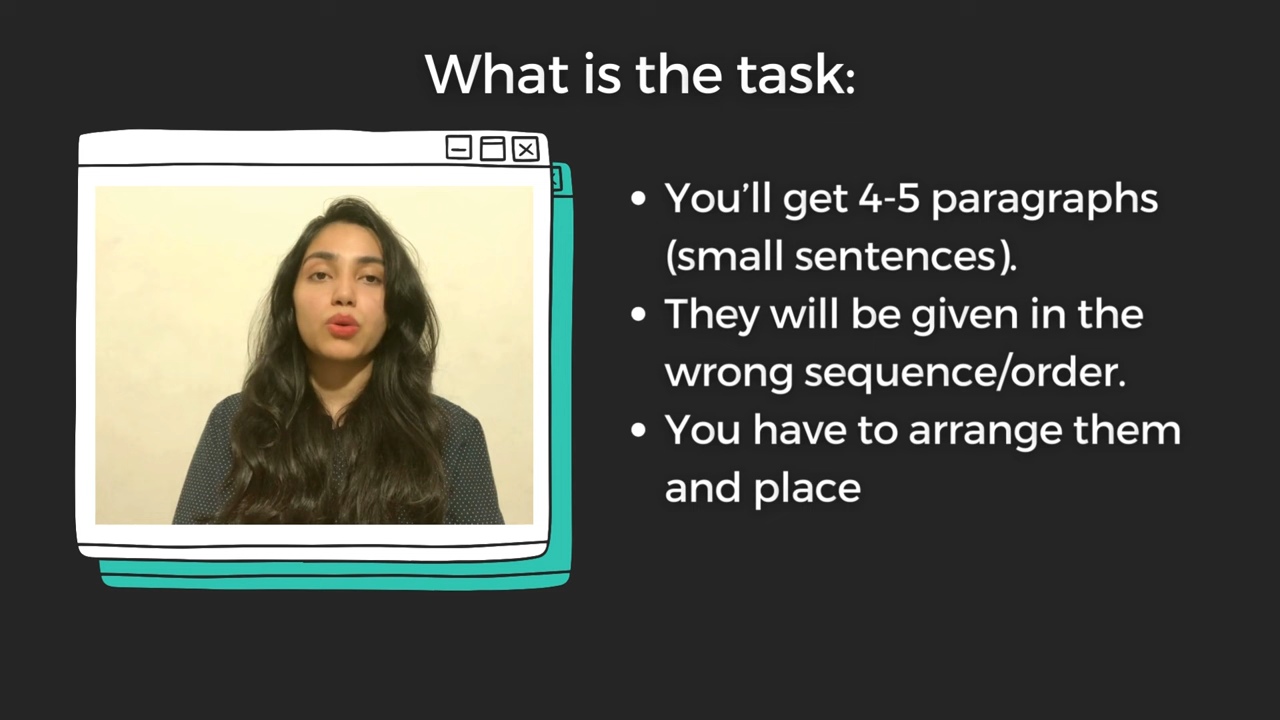 What is the task:
• You’ll get 4-5 paragraphs
(small sentences).
• They will be given in the
wrong sequence/order.
• You have to arrange them
and place